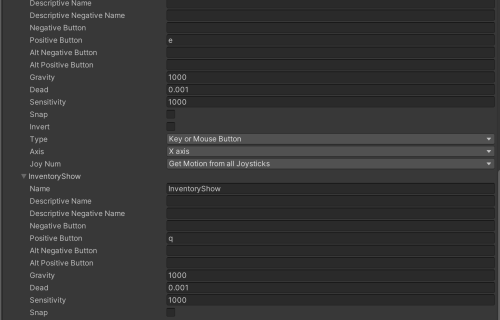 Descriptive Name
Descriptive Negative Name
Negative Button
Positive Button e
Alt Negative Button
Alt Positive Button
Gravity 1000
Dead 0.001
Sensitivity 1000
Snap
Invert
Type Key or Mouse Button
Axis X axis
Joy Num Get Motion from all Joysticks
InventoryShow
Name InventoryShow
Descriptive Name
Descriptive Negative Name
Negative Button
Positive Button q
Alt Negative Button
Alt Positive Button
Gravity 1000
Dead 0.001
Sensitivity 1000
Snap